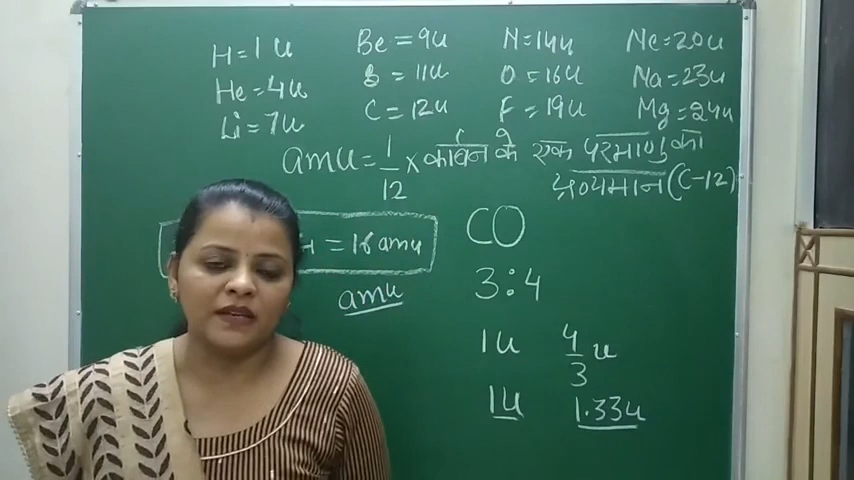 H = 1 u Be = 9u N = 14u Ne = 20u
He = 4u B = 11u O = 16u Na = 23u
Li = 7u C = 12u F = 19u Mg = 24u
amu = 1/12 × कार्बन के एक परमाणु का
द्रव्यमान (C-12)
= 16 amu
amu
CO
3 : 4
1u 4/3 u
1u 1.33u